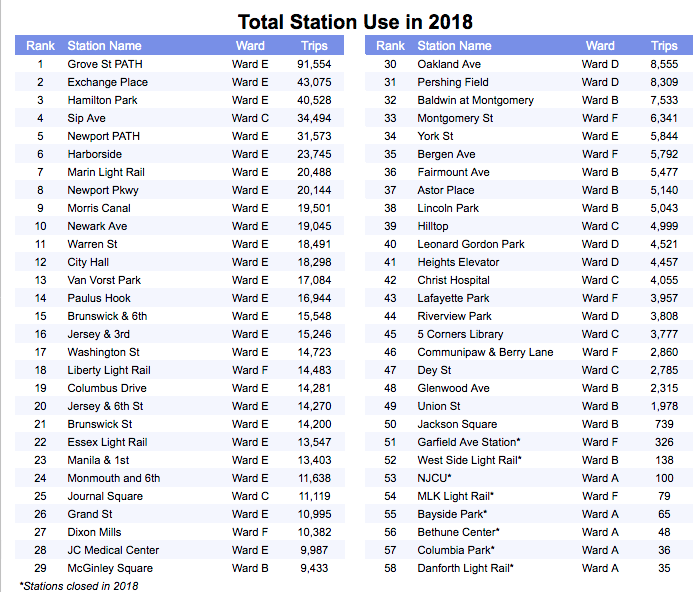 Total Station Use in 2018
Rank Station Name Ward Trips
1 Grove St PATH Ward E 91,554
2 Exchange Place Ward E 43,075
3 Hamilton Park Ward E 40,528
4 Sip Ave Ward C 34,494
5 Newport PATH Ward E 31,573
6 Harborside Ward E 23,745
7 Marin Light Rail Ward E 20,488
8 Newport Pkwy Ward E 20,144
9 Morris Canal Ward E 19,501
10 Newark Ave Ward E 19,045
11 Warren St Ward E 18,491
12 City Hall Ward E 18,298
13 Van Vorst Park Ward E 17,084
14 Paulus Hook Ward E 16,944
15 Brunswick & 6th Ward E 15,548
16 Jersey & 3rd Ward E 15,246
17 Washington St Ward E 14,723
18 Liberty Light Rail Ward F 14,483
19 Columbus Drive Ward E 14,281
20 Jersey & 6th St Ward E 14,270
21 Brunswick St Ward E 14,200
22 Essex Light Rail Ward E 13,547
23 Manila & 1st Ward E 13,403
24 Monmouth and 6th Ward E 11,638
25 Journal Square Ward C 11,119
26 Grand St Ward E 10,995
27 Dixon Mills Ward F 10,382
28 JC Medical Center Ward E 9,987
29 McGinley Square Ward B 9,433
*Stations closed in 2018
Rank Station Name Ward Trips
30 Oakland Ave Ward D 8,555
31 Pershing Field Ward D 8,309
32 Baldwin at Montgomery Ward B 7,533
33 Montgomery St Ward F 6,341
34 York St Ward E 5,844
35 Bergen Ave Ward F 5,792
36 Fairmount Ave Ward B 5,477
37 Astor Place Ward B 5,140
38 Lincoln Park Ward B 5,043
39 Hilltop Ward C 4,999
40 Leonard Gordon Park Ward D 4,521
41 Heights Elevator Ward D 4,457
42 Christ Hospital Ward C 4,055
43 Lafayette Park Ward F 3,957
44 Riverview Park Ward D 3,808
45 5 Corners Library Ward C 3,777
46 Communipaw & Berry Lane Ward F 2,860
47 Dey St Ward C 2,785
48 Glenwood Ave Ward B 2,315
49 Union St Ward B 1,978
50 Jackson Square Ward B 739
51 Garfield Ave Station* Ward F 326
52 West Side Light Rail* Ward B 138
53 NJCU* Ward A 100
54 MLK Light Rail* Ward F 79
55 Bayside Park* Ward A 65
56 Bethune Center* Ward A 48
57 Columbia Park* Ward A 36
58 Danforth Light Rail* Ward A 35